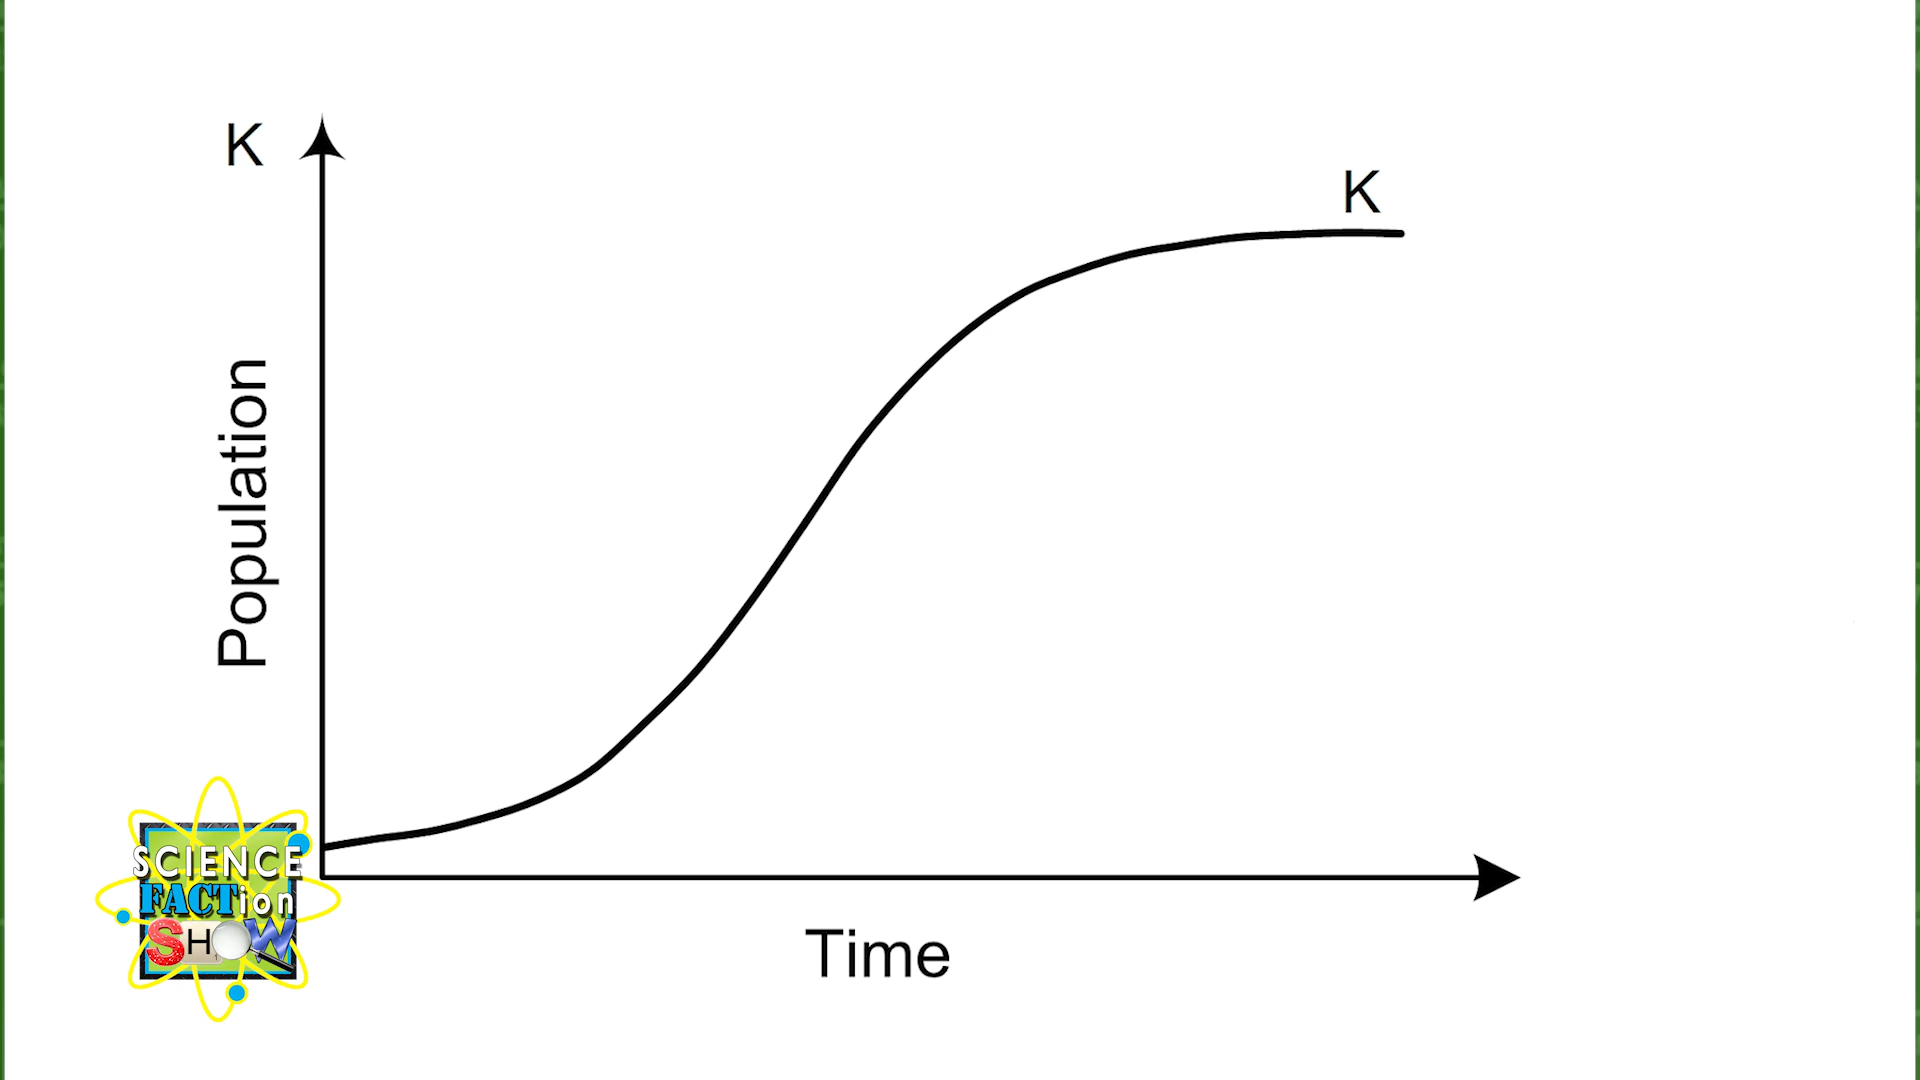 K
K
Population
Time
SCIENCE
FACTion
SHOW